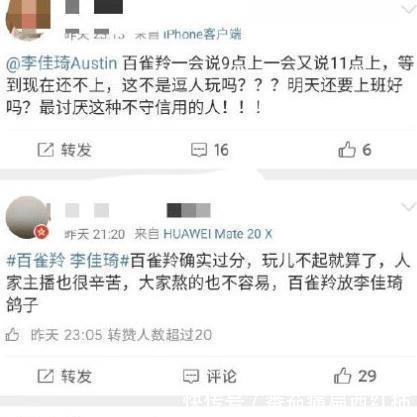 昨天 23:13 来自 iPhone客户端
@李佳琦Austin 百雀羚一会说9点上一会又说11点上，等
到现在还不上，这不是逗人玩吗？？？明天还要上班好
吗？最讨厌这种不守信用的人！！！
转发 16 6
昨天 21:20 来自 HUAWEI Mate 20 X
#百雀羚 李佳琦#百雀羚确实过分，玩儿不起就算了，人
家主播也很辛苦，大家熬的也不容易，百雀羚放李佳琦
鸽子
昨天 23:05 转赞人数超过20
转发 评论 29
快传号